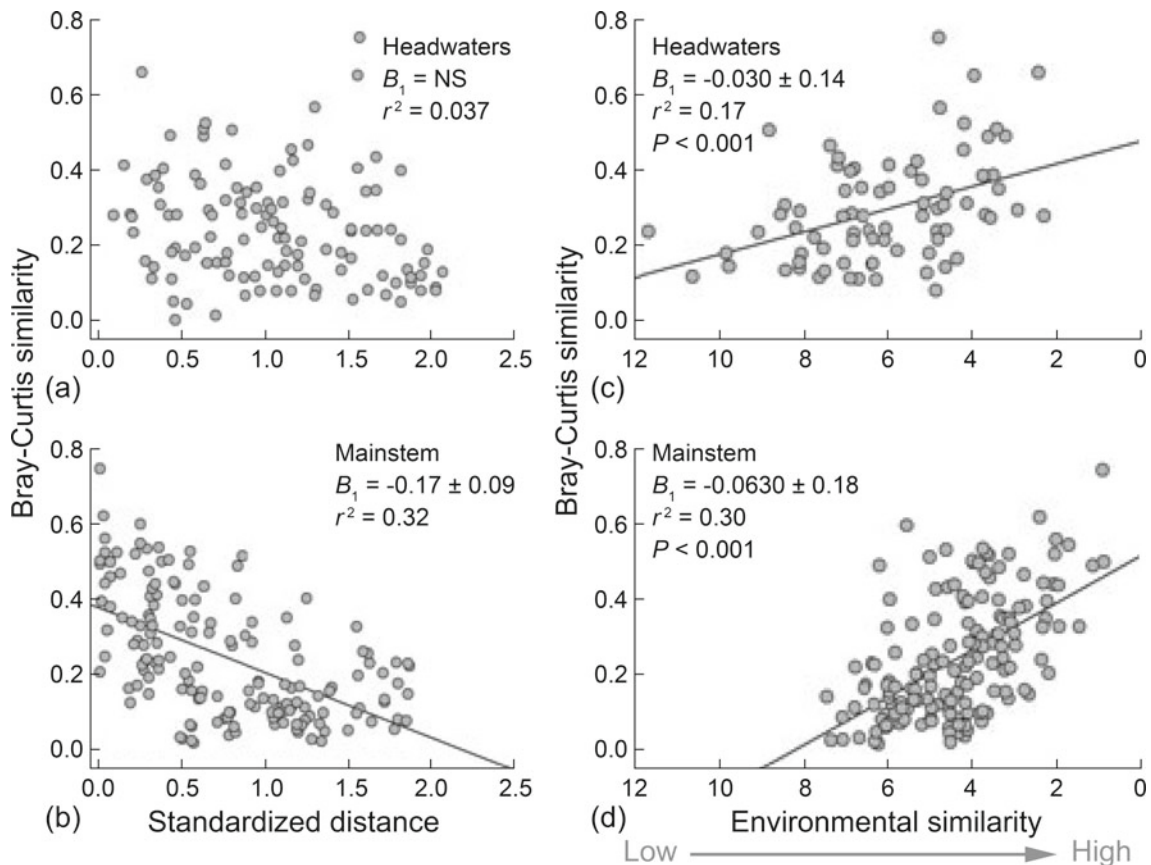 Bray-Curtis similarity
0.8
0.6
0.4
0.2
0.0
Headwaters
B1 = NS
r2 = 0.037
0.0 0.5 1.0 1.5 2.0 2.5
(a)
Bray-Curtis similarity
0.8
0.6
0.4
0.2
0.0
Headwaters
B1 = -0.030 ± 0.14
r2 = 0.17
P < 0.001
12 10 8 6 4 2 0
(c)
0.8
0.6
0.4
0.2
0.0
Mainstem
B1 = -0.17 ± 0.09
r2 = 0.32
0.0 0.5 1.0 1.5 2.0 2.5
(b)
Standardized distance
0.8
0.6
0.4
0.2
0.0
Mainstem
B1 = -0.0630 ± 0.18
r2 = 0.30
P < 0.001
12 10 8 6 4 2 0
(d)
Environmental similarity
Low High